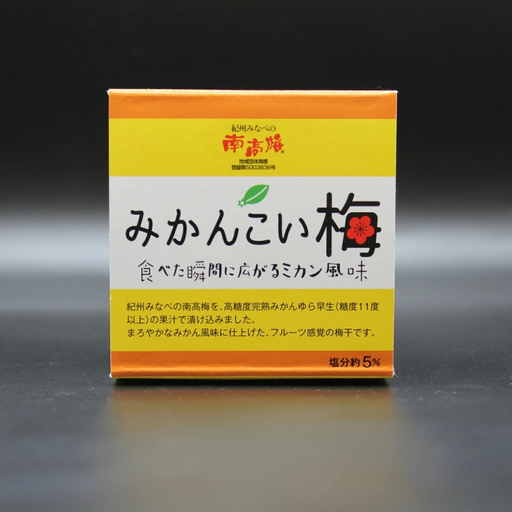 紀州みなべの
南高梅
地域団体商標
登録第5003836号
みかんこい梅
食べた瞬間に広がるミカン風味
紀州みなべの南高梅を、高糖度完熟みかんゆら早生(糖度11度
以上)の果汁で漬け込みました。
まろやかなみかん風味に仕上げた、フルーツ感覚の梅干です。
塩分約5%